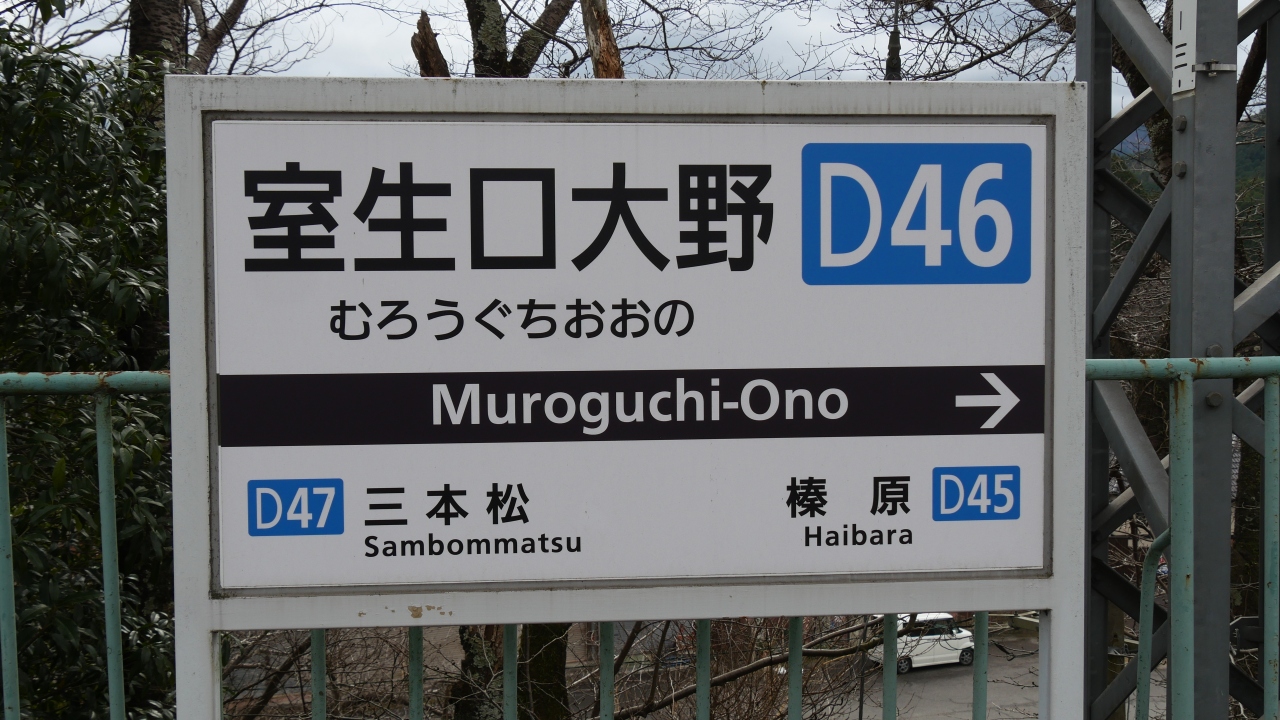 室生口大野 D46
むろうぐちおおの
Muroguchi-Ono →
D47 三本松 榛原 D45
Sambommatsu Haibara